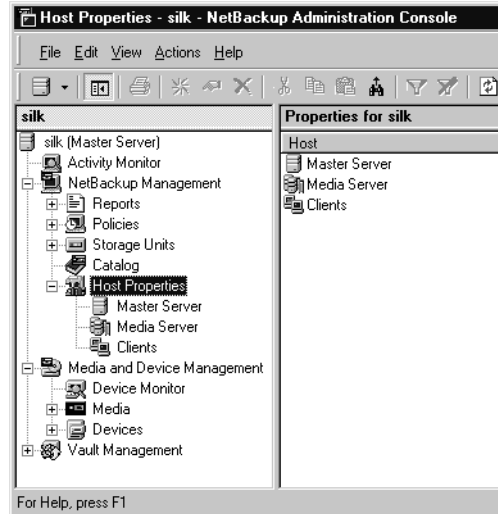 Host Properties - silk - NetBackup Administration Console
File Edit View Actions Help
silk
silk (Master Server)
Activity Monitor
NetBackup Management
Reports
Policies
Storage Units
Catalog
Host Properties
Master Server
Media Server
Clients
Media and Device Management
Device Monitor
Media
Devices
Vault Management
Properties for silk
Host
Master Server
Media Server
Clients
For Help, press F1